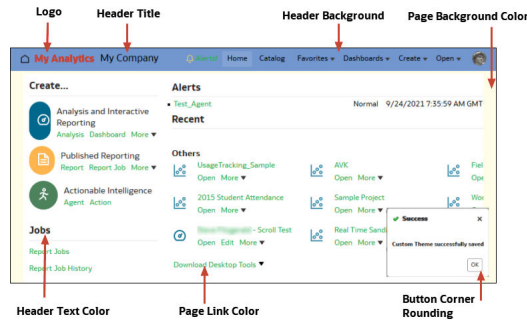 Logo Header Title Header Background Page Background Color
My Analytics My Company Alerts! Home Catalog Favorites Dashboards Create Open
Create...
Analysis and Interactive
Reporting
Analysis Dashboard More
Published Reporting
Report Report Job More
Actionable Intelligence
Agent Action
Jobs
Report Jobs
Report Job History
Alerts
Test_Agent Normal 9/24/2021 7:35:59 AM GMT
Recent
Others
UsageTracking_Sample AVK Fiel
Open More Open More Ope
2015 Student Attendance Sample Project Wor
Open More Open More
- Scroll Test Real Time Sandi
Open Edit More Open More
Download Desktop Tools
Success x
Custom Theme successfully saved
OK
Header Text Color Page Link Color Button Corner
Rounding